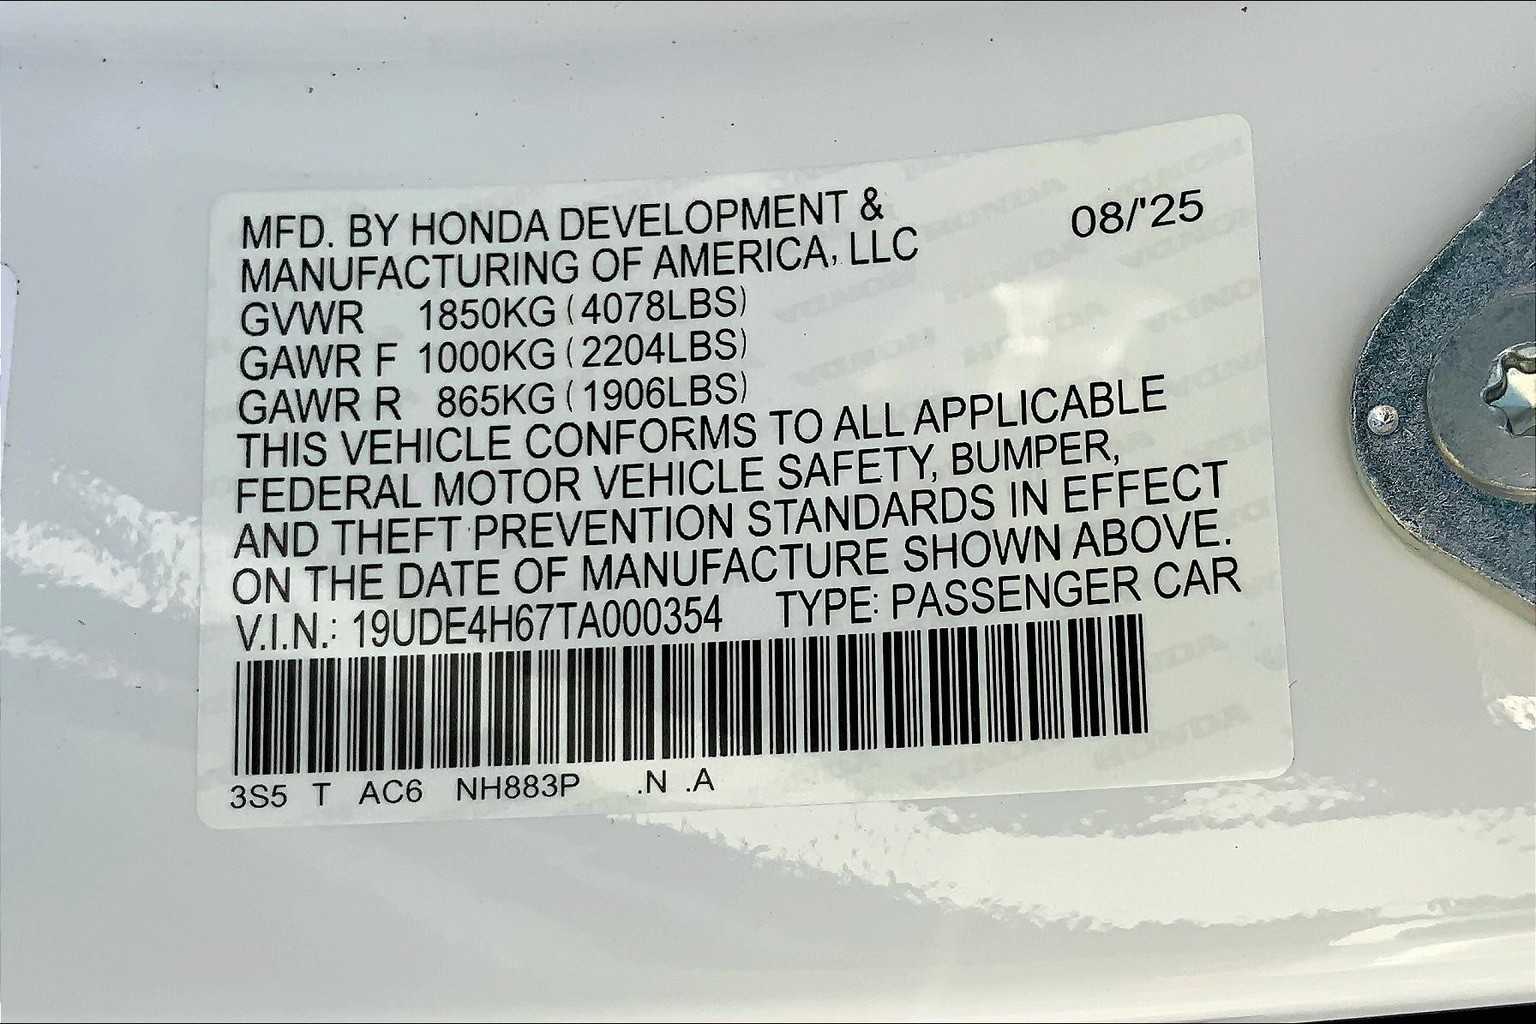 MFD. BY HONDA DEVELOPMENT & 08/'25
MANUFACTURING OF AMERICA, LLC
GVWR 1850KG (4078LBS)
GAWR F 1000KG (2204LBS)
GAWR R 865KG (1906LBS)
THIS VEHICLE CONFORMS TO ALL APPLICABLE
FEDERAL MOTOR VEHICLE SAFETY, BUMPER,
AND THEFT PREVENTION STANDARDS IN EFFECT
ON THE DATE OF MANUFACTURE SHOWN ABOVE.
V.I.N.: 19UDE4H67TA000354 TYPE: PASSENGER CAR
3S5 T AC6 NH883P .N .A